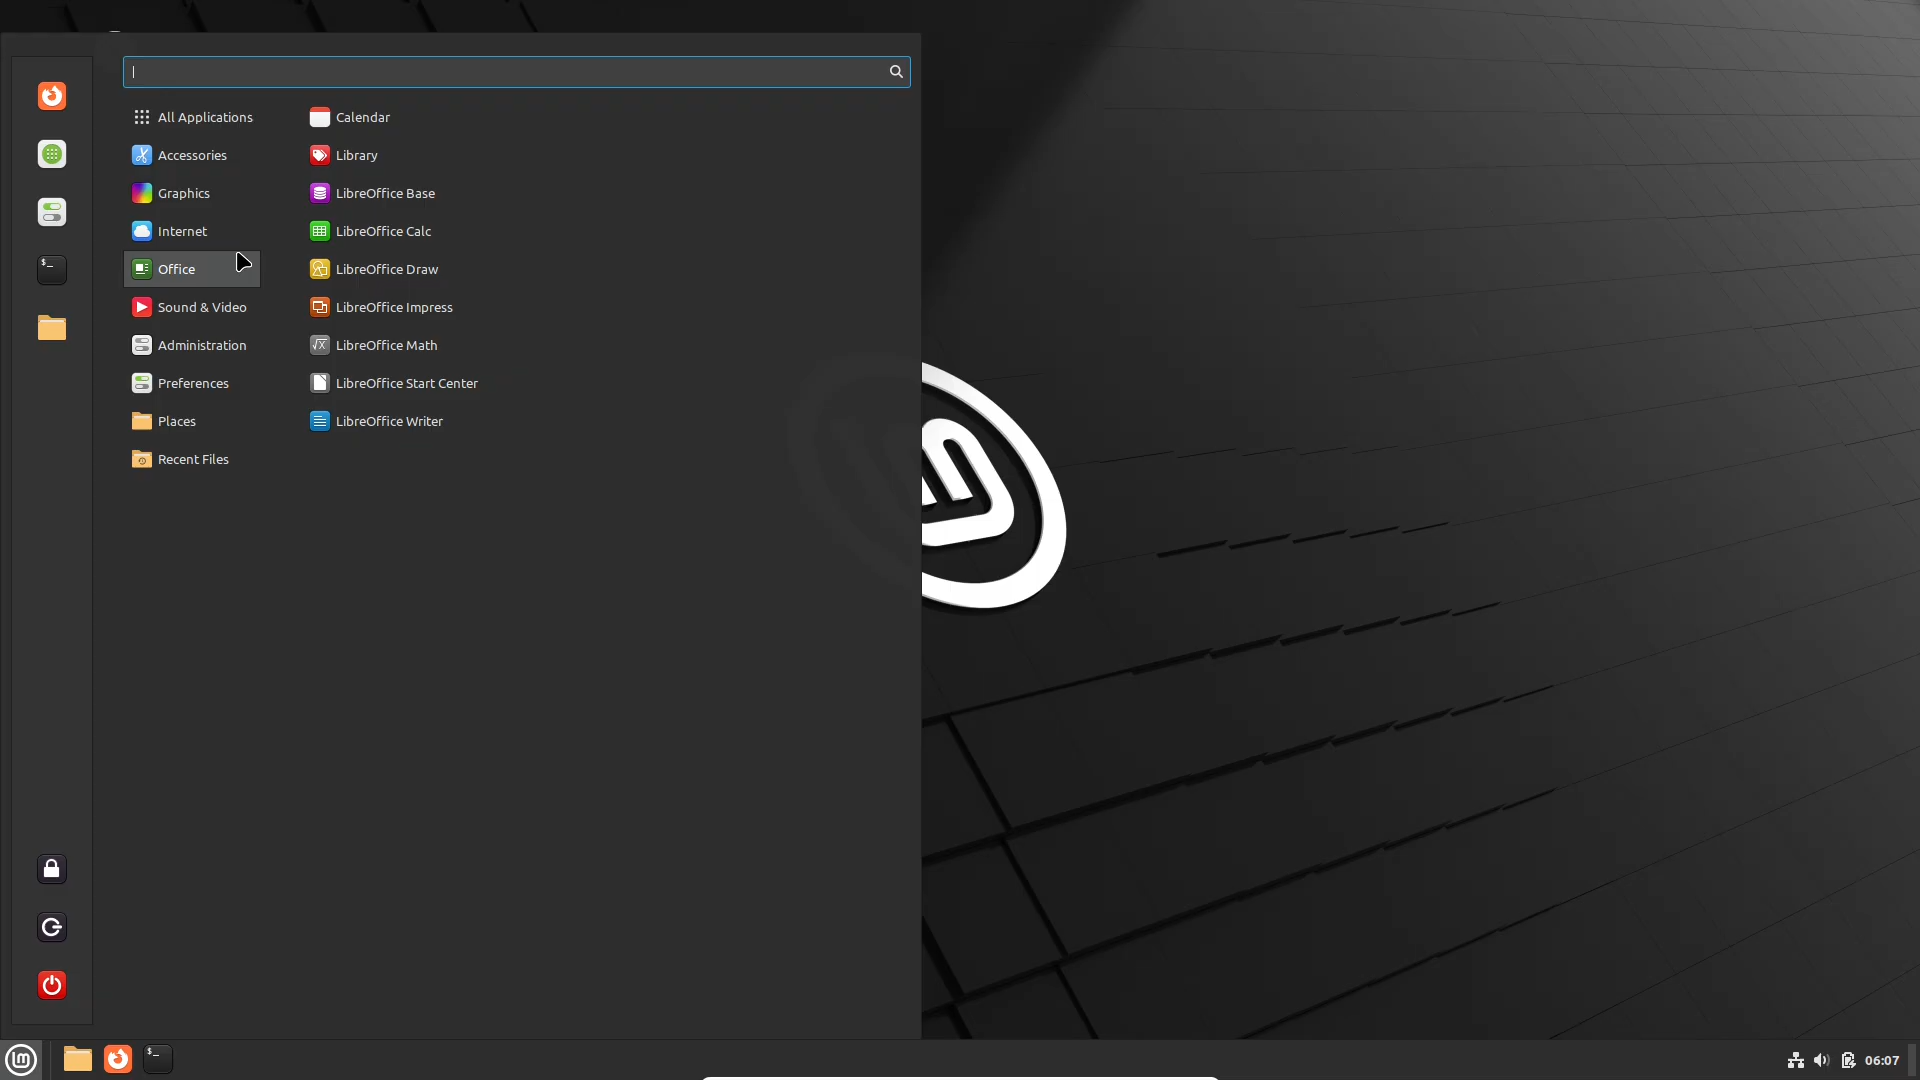 All Applications
Accessories
Graphics
Internet
Office
Sound & Video
Administration
Preferences
Places
Recent Files
Calendar
Library
LibreOffice Base
LibreOffice Calc
LibreOffice Draw
LibreOffice Impress
LibreOffice Math
LibreOffice Start Center
LibreOffice Writer
06:07